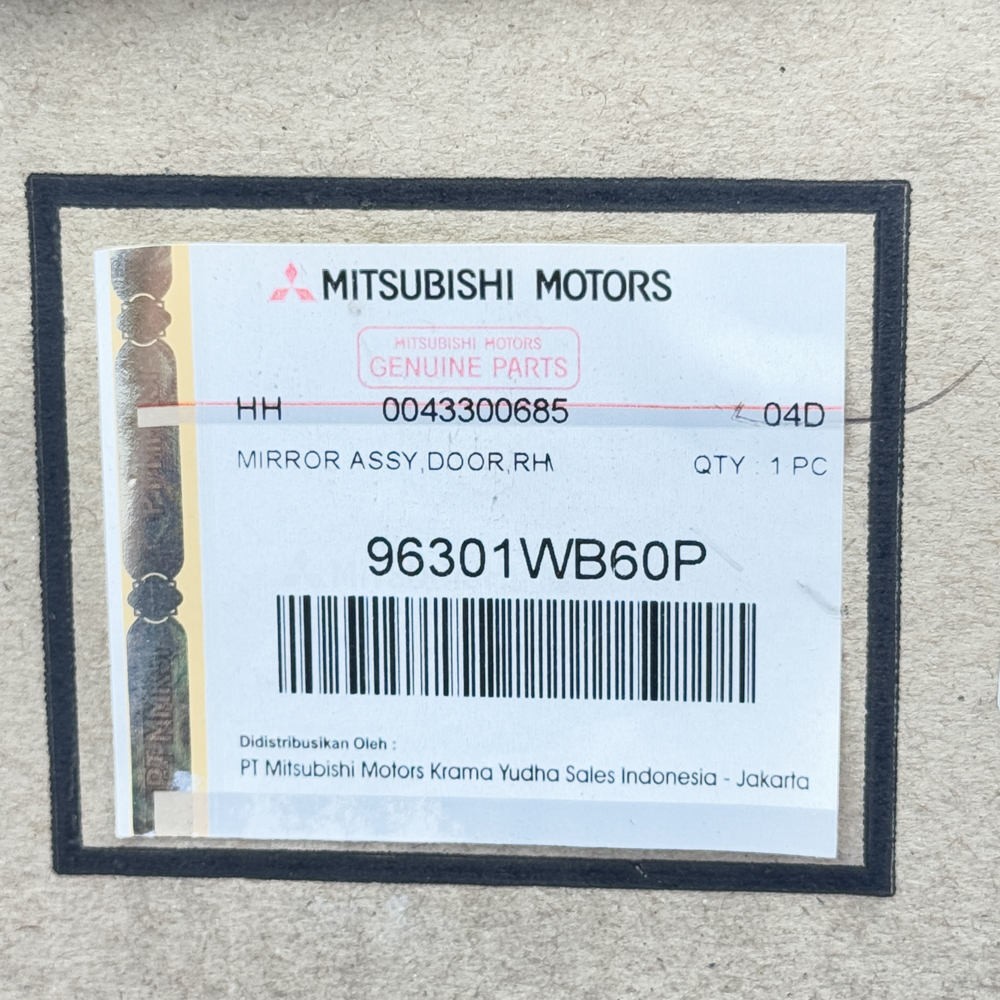 MITSUBISHI MOTORS
MITSUBISHI MOTORS
GENUINE PARTS
HH 0043300685 04D
MIRROR ASSY,DOOR,RH
QTY : 1 PC
96301WB60P
Didistribusikan Oleh :
PT Mitsubishi Motors Krama Yudha Sales Indonesia - Jakarta